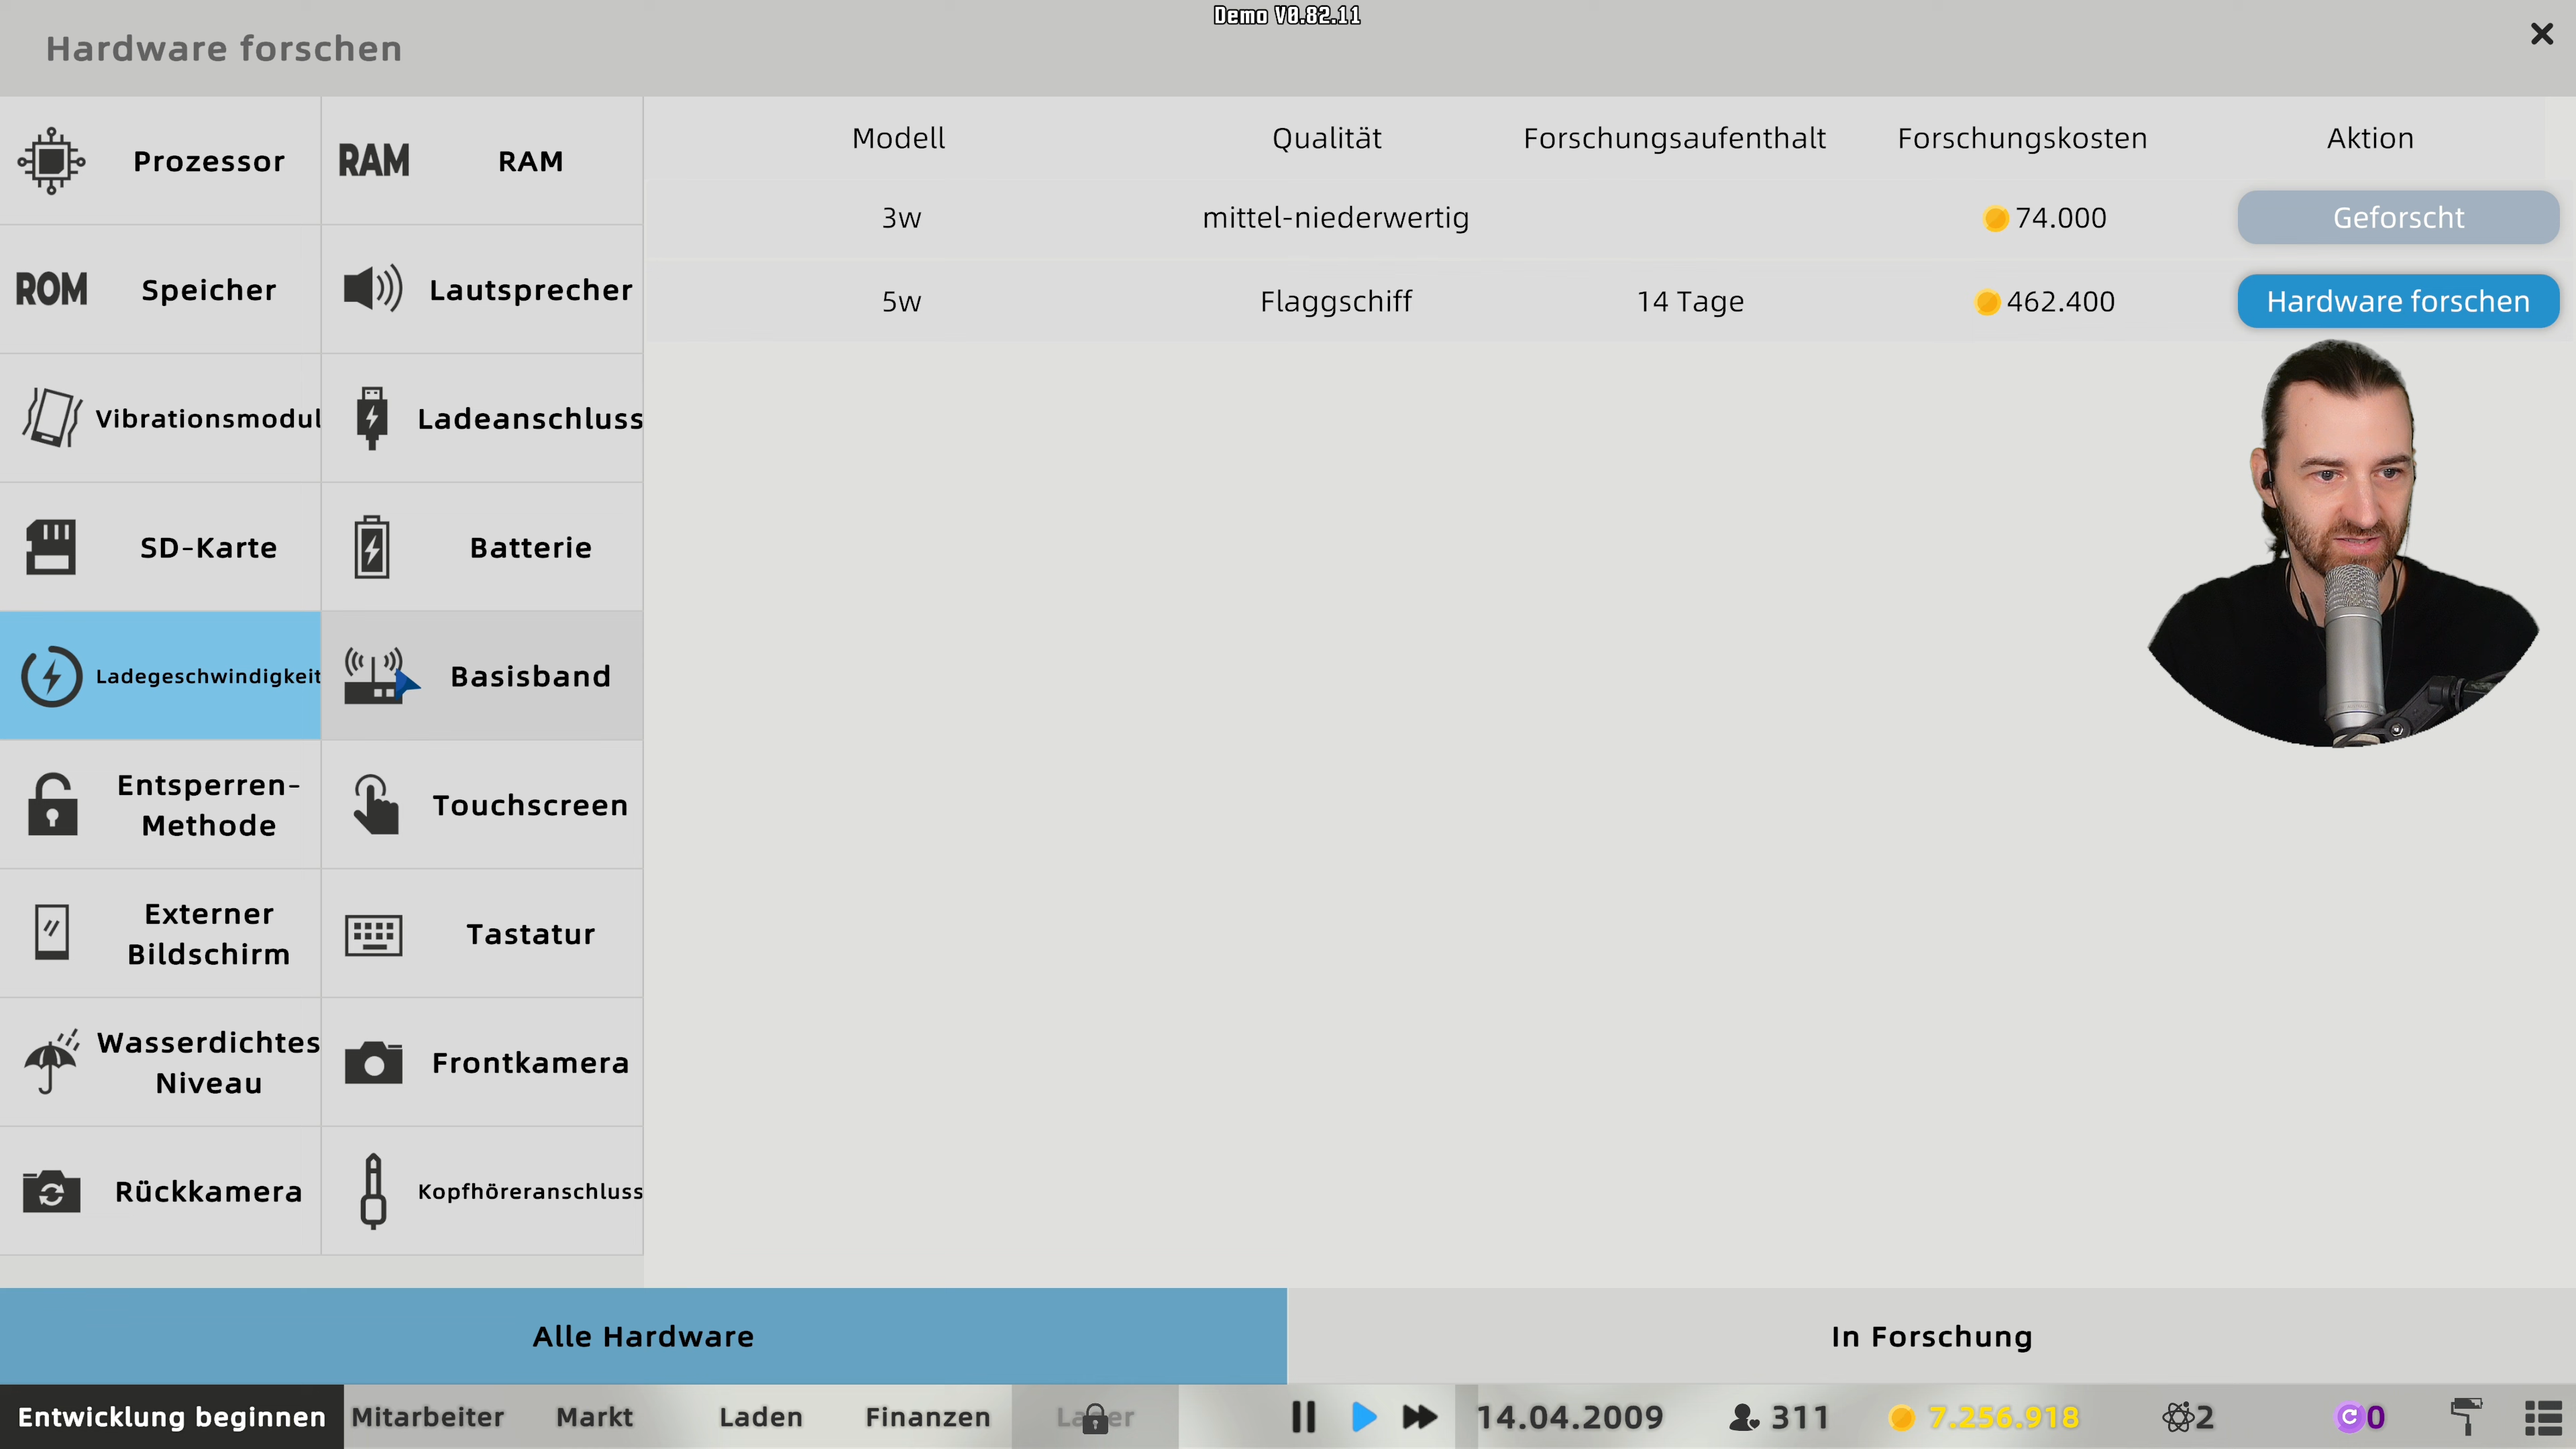 Demo V0.82.11
Hardware forschen
Prozessor
RAM RAM
ROM Speicher
Lautsprecher
Vibrationsmodul
Ladeanschluss
SD-Karte
Batterie
Ladegeschwindigkeit
Basisband
Entsperren-
Methode
Touchscreen
Externer
Bildschirm
Tastatur
Wasserdichtes
Niveau
Frontkamera
Rückkamera
Kopfhöreranschluss
Modell Qualität Forschungsaufenthalt Forschungskosten Aktion
3w mittel-niederwertig 74.000 Geforscht
5w Flaggschiff 14 Tage 462.400 Hardware forschen
Alle Hardware
In Forschung
Entwicklung beginnen Mitarbeiter Markt Laden Finanzen 14.04.2009 311 7.256.918 2 0